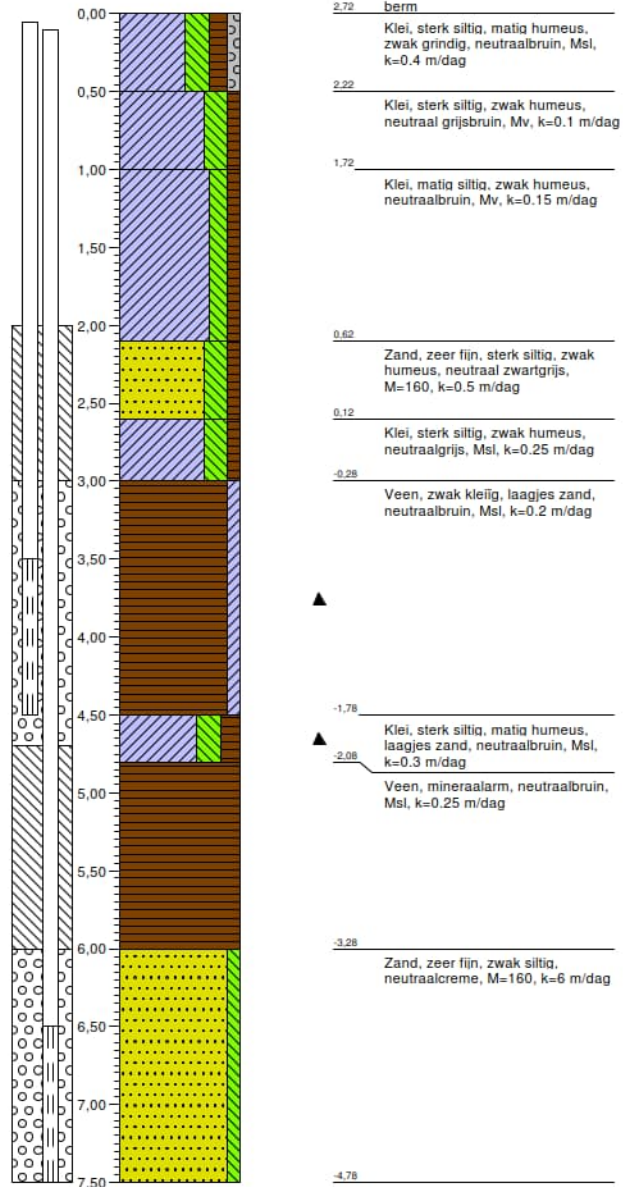 0,00
0,50
1,00
1,50
2,00
2,50
3,00
3,50
4,00
4,50
5,00
5,50
6,00
6,50
7,00
7,50
2,72
berm
Klei, sterk siltig, matig humeus,
zwak grindig, neutraalbruin, Msl,
k=0.4 m/dag
2,22
Klei, sterk siltig, zwak humeus,
neutraal grijsbruin, Mv, k=0.1 m/dag
1,72
Klei, matig siltig, zwak humeus,
neutraalbruin, Mv, k=0.15 m/dag
0,62
Zand, zeer fijn, sterk siltig, zwak
humeus, neutraal zwartgrijs,
M=160, k=0.5 m/dag
0,12
Klei, sterk siltig, zwak humeus,
neutraalgrijs, Msl, k=0.25 m/dag
-0,28
Veen, zwak kleiïg, laagjes zand,
neutraalbruin, Msl, k=0.2 m/dag
-1,78
Klei, sterk siltig, matig humeus,
laagjes zand, neutraalbruin, Msl,
k=0.3 m/dag
-2,08
Veen, mineraalarm, neutraalbruin,
Msl, k=0.25 m/dag
-3,28
Zand, zeer fijn, zwak siltig,
neutraalcreme, M=160, k=6 m/dag
-4,78